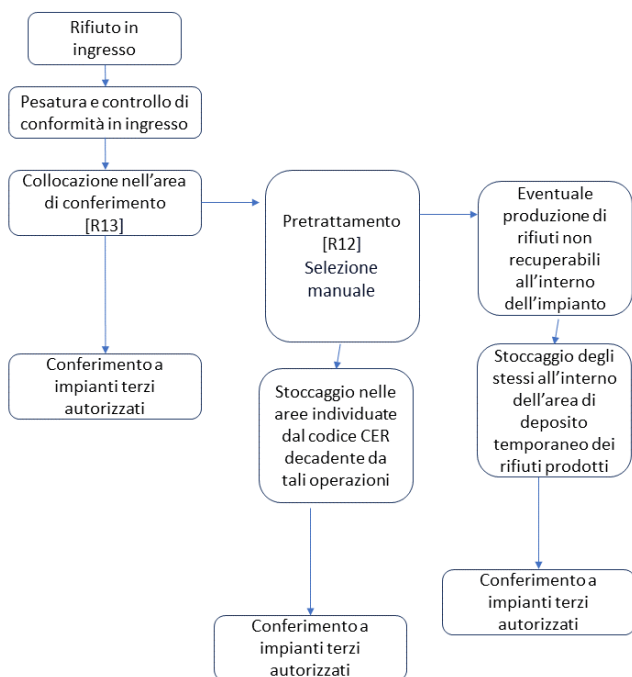 Rifiuto in
ingresso
Pesatura e controllo di
conformità in ingresso
Collocazione nell'area
di conferimento
[R13]
Conferimento a
impianti terzi
autorizzati
Pretrattamento
[R12]
Selezione
manuale
Stoccaggio nelle
aree individuate
dal codice CER
decadente da
tali operazioni
Conferimento a
impianti terzi
autorizzati
Eventuale
produzione di
rifiuti non
recuperabili
all'interno
dell'impianto
Stoccaggio degli
stessi all'interno
dell'area di
deposito
temporaneo dei
rifiuti prodotti
Conferimento a
impianti terzi
autorizzati